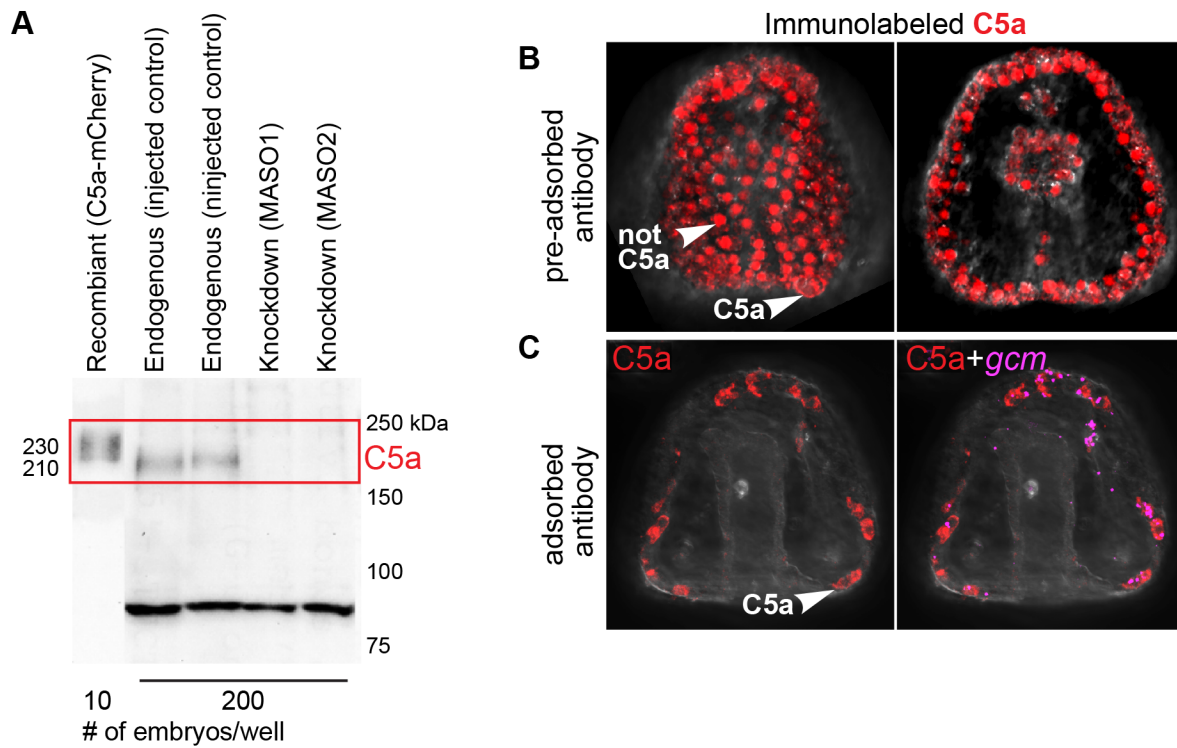 A
Recombiant (C5a-mCherry)
Endogenous (injected control)
Endogenous (ninjected control)
Knockdown (MASO1)
Knockdown (MASO2)
250 kDa
230
210
C5a
150
100
75
10
200
# of embryos/well
Immunolabeled C5a
B
pre-adsorbed
antibody
not
C5a
C5a
C
adsorbed
antibody
C5a
C5a
C5a+gcm